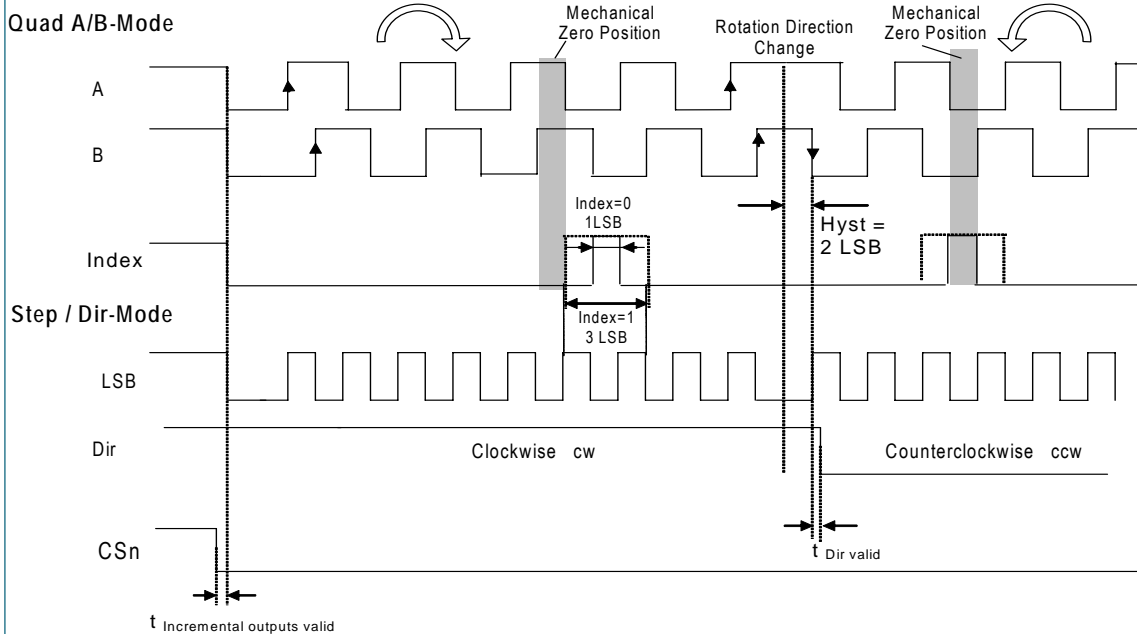 Quad A/B-Mode
Mechanical
Zero Position
Rotation Direction
Change
Mechanical
Zero Position
A
B
Index=0
1LSB
Hyst =
2 LSB
Index
Step / Dir-Mode
Index=1
3 LSB
LSB
Dir
Clockwise cw
Counterclockwise ccw
CSn
t Dir valid
t Incremental outputs valid